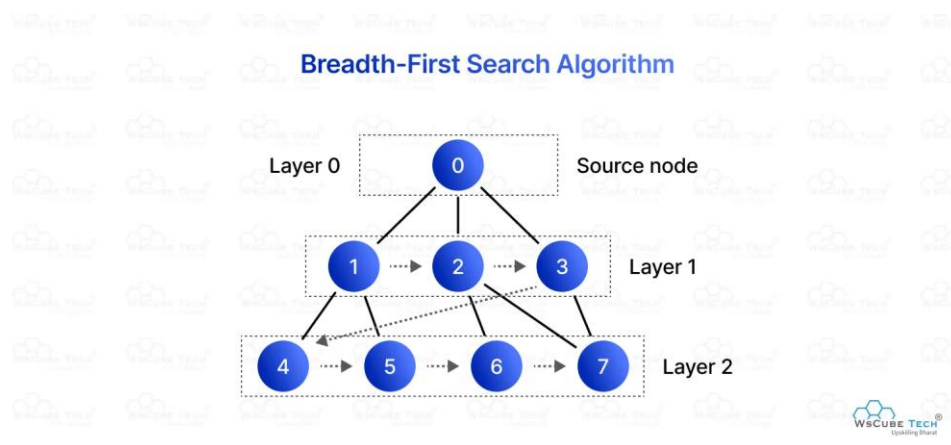 Breadth-First Search Algorithm
Layer 0
0
Source node
1
2
3
Layer 1
4
5
6
7
Layer 2
WsCube Tech®
Upskilling Bharat